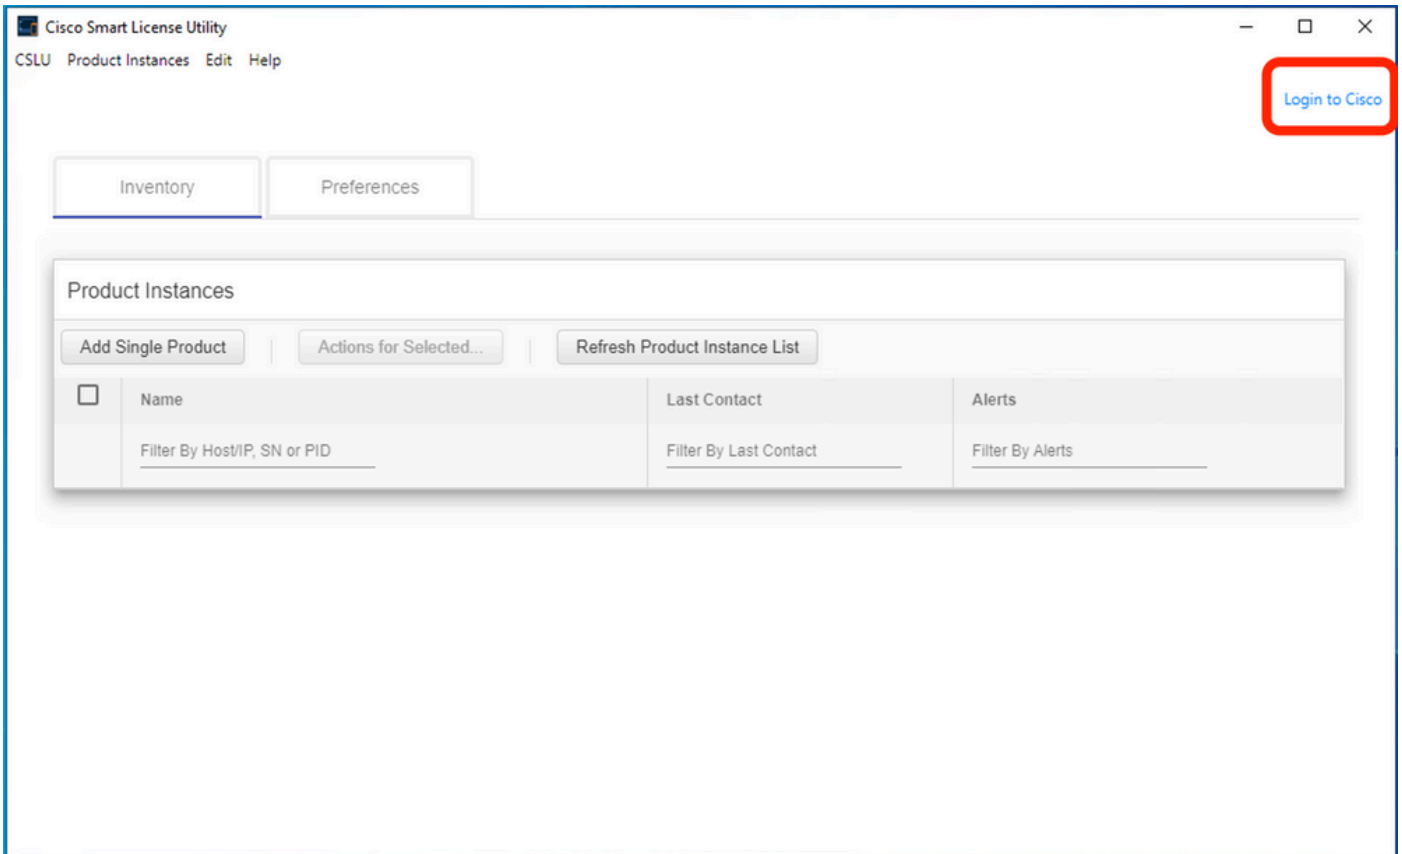 Cisco Smart License Utility
CSLU Product Instances Edit Help
Login to Cisco
Inventory Preferences
Product Instances
Add Single Product Actions for Selected... Refresh Product Instance List
Name Last Contact Alerts
Filter By Host/IP, SN or PID Filter By Last Contact Filter By Alerts